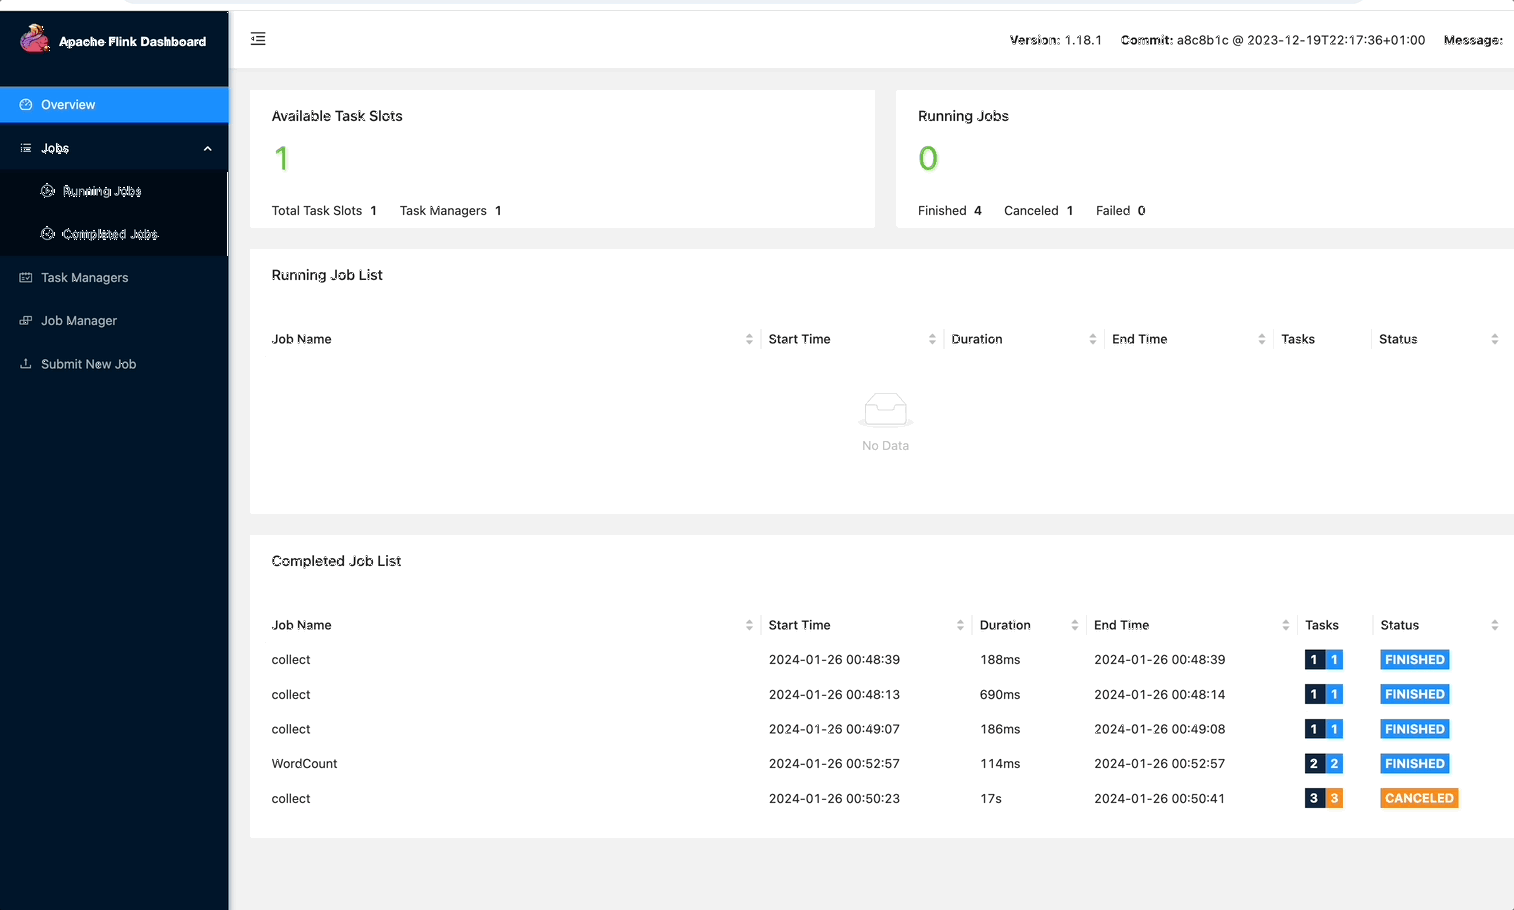 Apache Flink Dashboard
Version: 1.18.1 Commit: a8c8b1c @ 2023-12-19T22:17:36+01:00 Message:
Overview
Jobs
Running Jobs
Completed Jobs
Task Managers
Job Manager
Submit New Job
Available Task Slots
1
Total Task Slots 1 Task Managers 1
Running Jobs
0
Finished 4 Canceled 1 Failed 0
Running Job List
Job Name Start Time Duration End Time Tasks Status
No Data
Completed Job List
Job Name Start Time Duration End Time Tasks Status
collect 2024-01-26 00:48:39 188ms 2024-01-26 00:48:39 1 1 FINISHED
collect 2024-01-26 00:48:13 690ms 2024-01-26 00:48:14 1 1 FINISHED
collect 2024-01-26 00:49:07 186ms 2024-01-26 00:49:08 1 1 FINISHED
WordCount 2024-01-26 00:52:57 114ms 2024-01-26 00:52:57 2 2 FINISHED
collect 2024-01-26 00:50:23 17s 2024-01-26 00:50:41 3 3 CANCELED